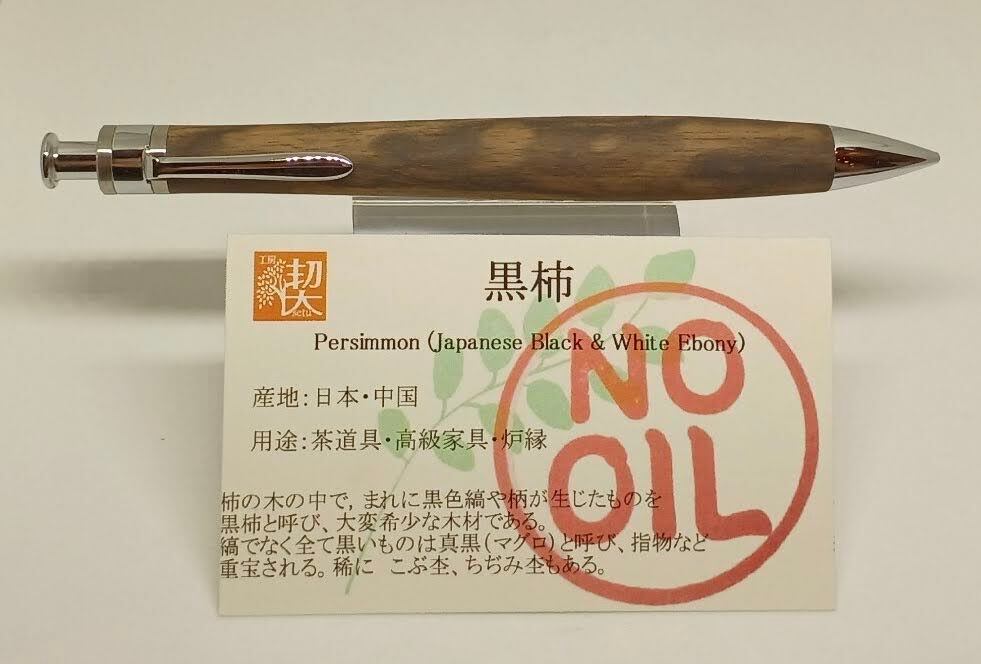 工房
契
setu
黒柿
Persimmon (Japanese Black & White Ebony)
産地：日本・中国
用途：茶道具・高級家具・炉縁
柿の木の中で，まれに黒色縞や柄が生じたものを
黒柿と呼び、大変希少な木材である。
縞でなく全て黒いものは真黒（マグロ）と呼び、指物など
重宝される。稀に　こぶ杢、ちぢみ杢もある。
NO
OIL